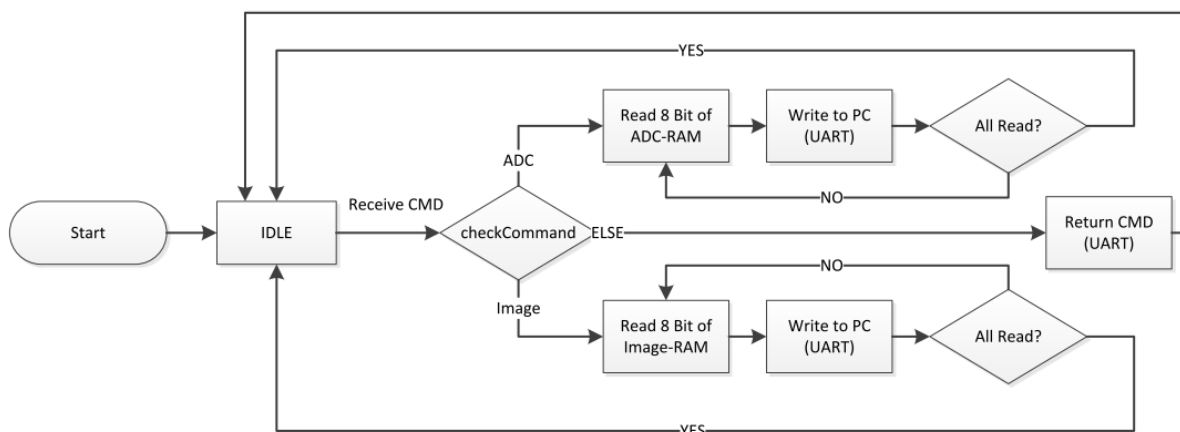 YES
Read 8 Bit of
ADC-RAM
Write to PC
(UART)
All Read?
ADC
NO
Start
IDLE
Receive CMD
checkCommand
ELSE
Return CMD
(UART)
Image
NO
Read 8 Bit of
Image-RAM
Write to PC
(UART)
All Read?
YES